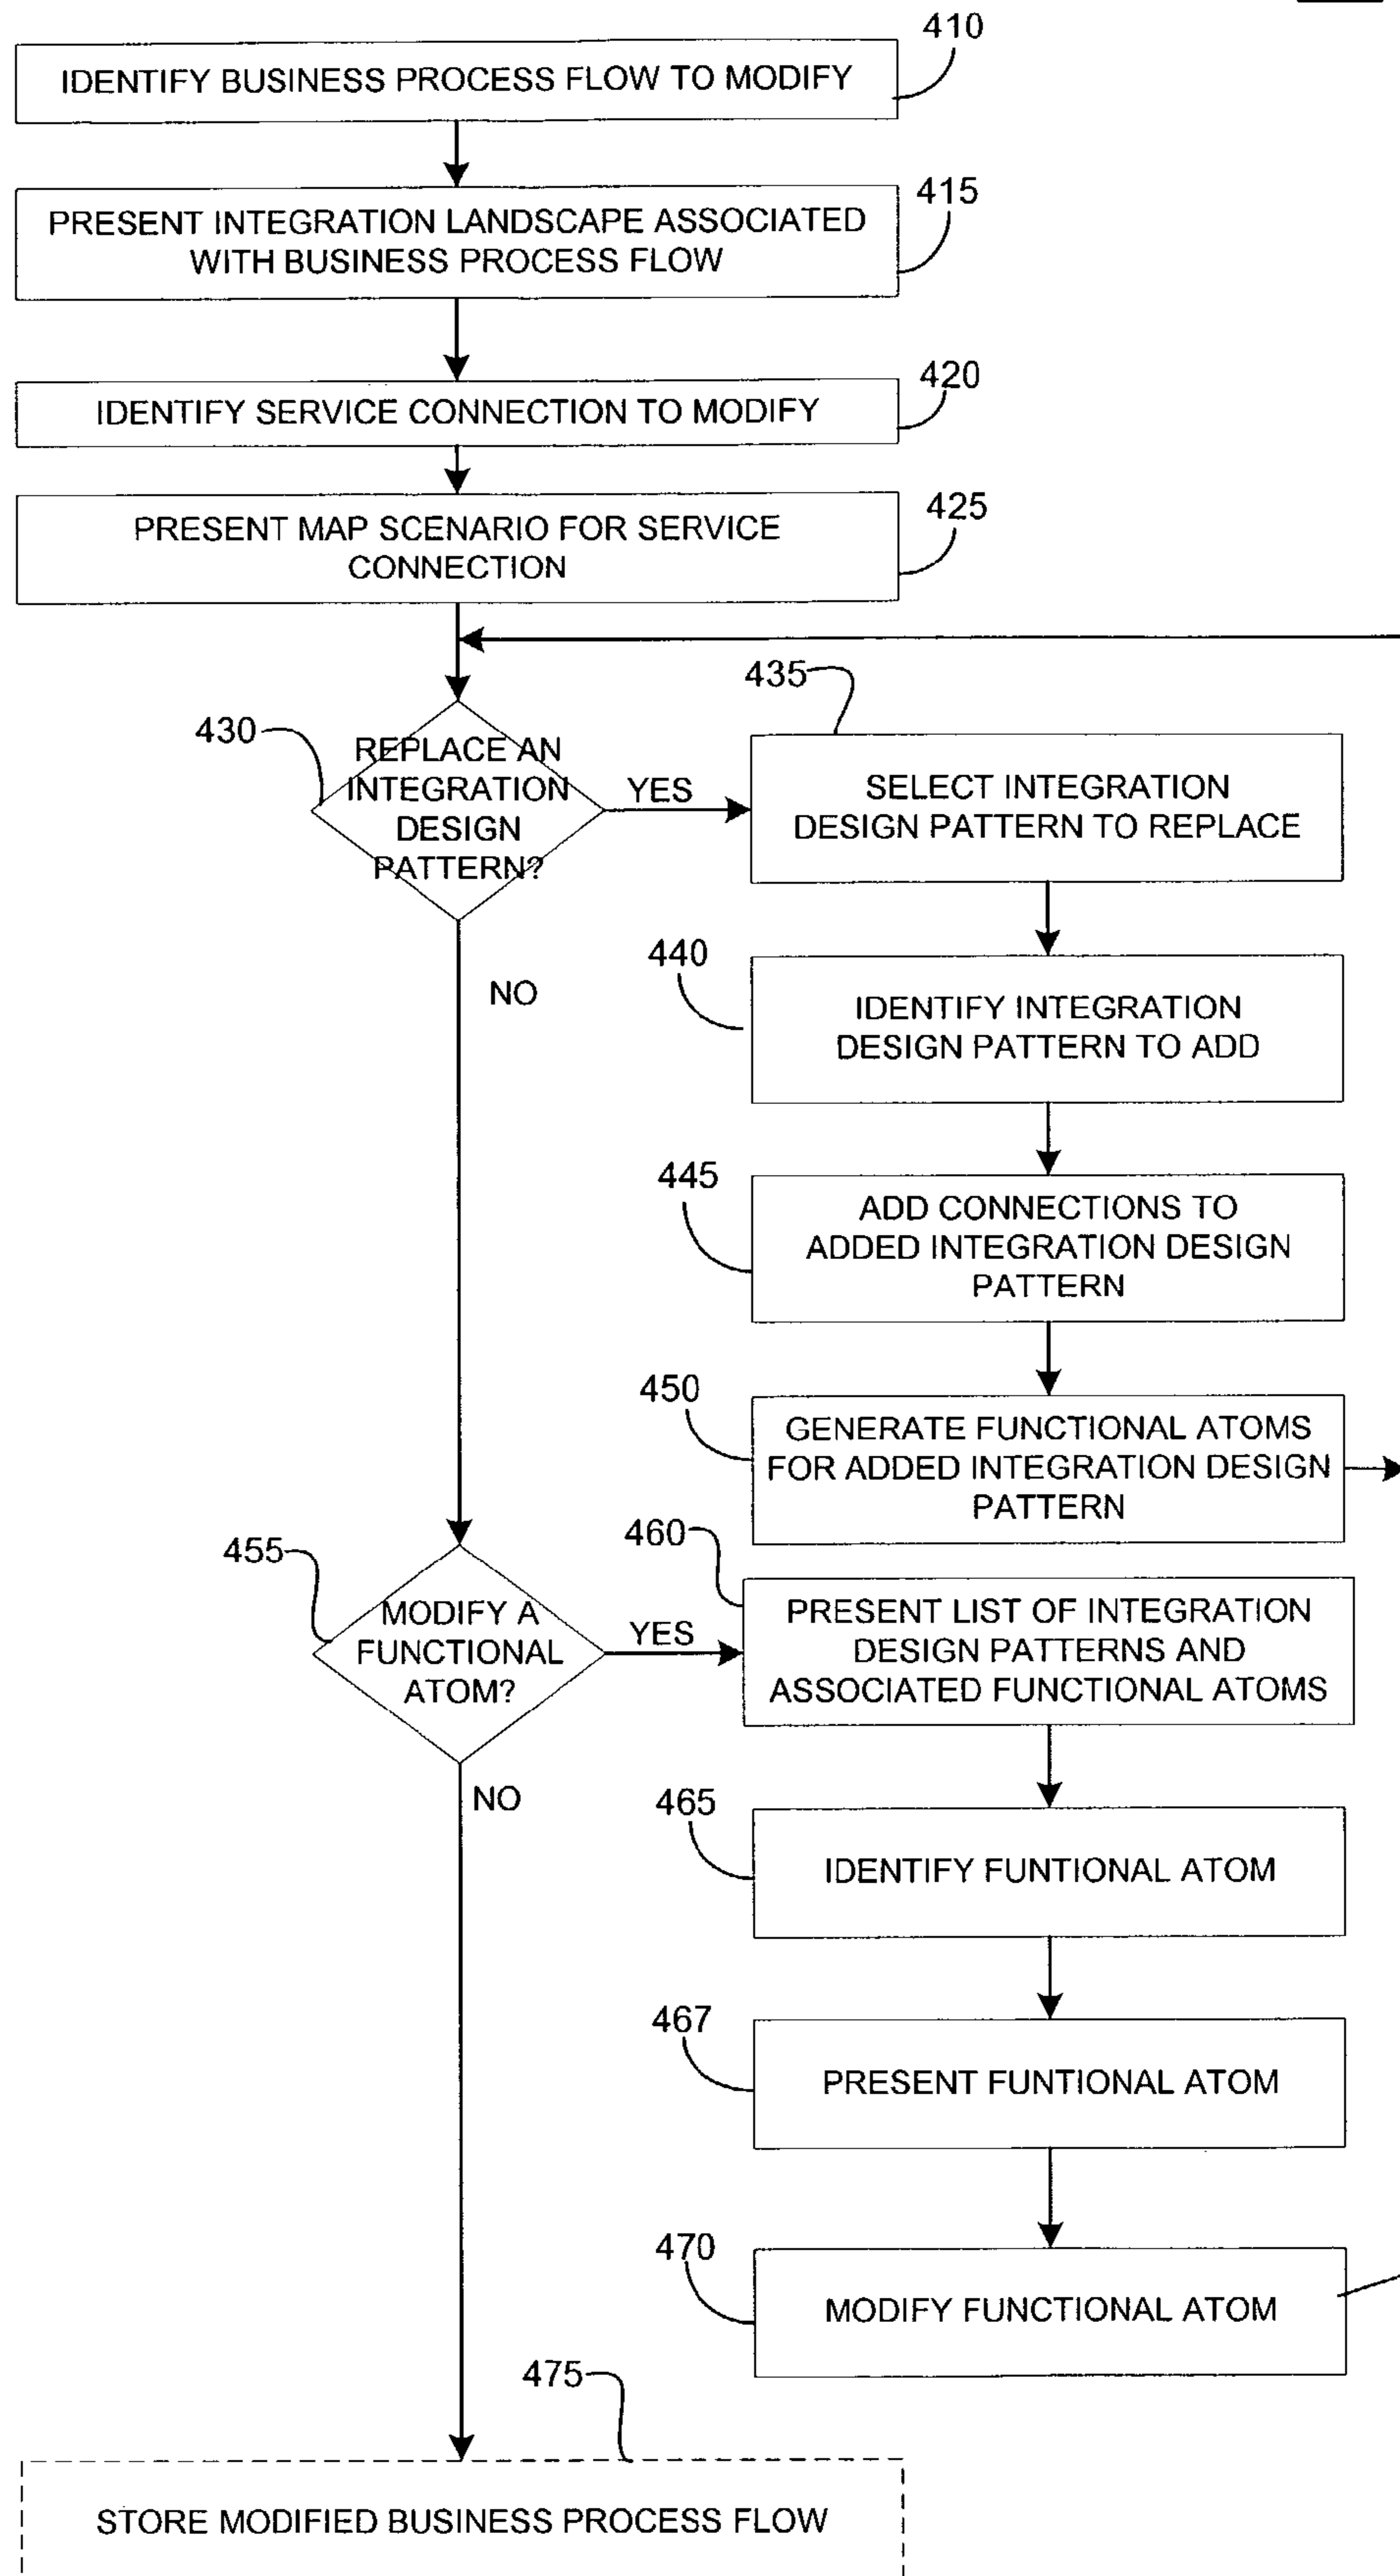 410
IDENTIFY BUSINESS PROCESS FLOW TO MODIFY
415
PRESENT INTEGRATION LANDSCAPE ASSOCIATED
WITH BUSINESS PROCESS FLOW
420
IDENTIFY SERVICE CONNECTION TO MODIFY
425
PRESENT MAP SCENARIO FOR SERVICE
CONNECTION
430
REPLACE AN
INTEGRATION
DESIGN
PATTERN?
YES
435
SELECT INTEGRATION
DESIGN PATTERN TO REPLACE
NO
440
IDENTIFY INTEGRATION
DESIGN PATTERN TO ADD
445
ADD CONNECTIONS TO
ADDED INTEGRATION DESIGN
PATTERN
450
GENERATE FUNCTIONAL ATOMS
FOR ADDED INTEGRATION DESIGN
PATTERN
455
MODIFY A
FUNCTIONAL
ATOM?
YES
460
PRESENT LIST OF INTEGRATION
DESIGN PATTERNS AND
ASSOCIATED FUNCTIONAL ATOMS
NO
465
IDENTIFY FUNTIONAL ATOM
467
PRESENT FUNTIONAL ATOM
470
MODIFY FUNCTIONAL ATOM
475
STORE MODIFIED BUSINESS PROCESS FLOW